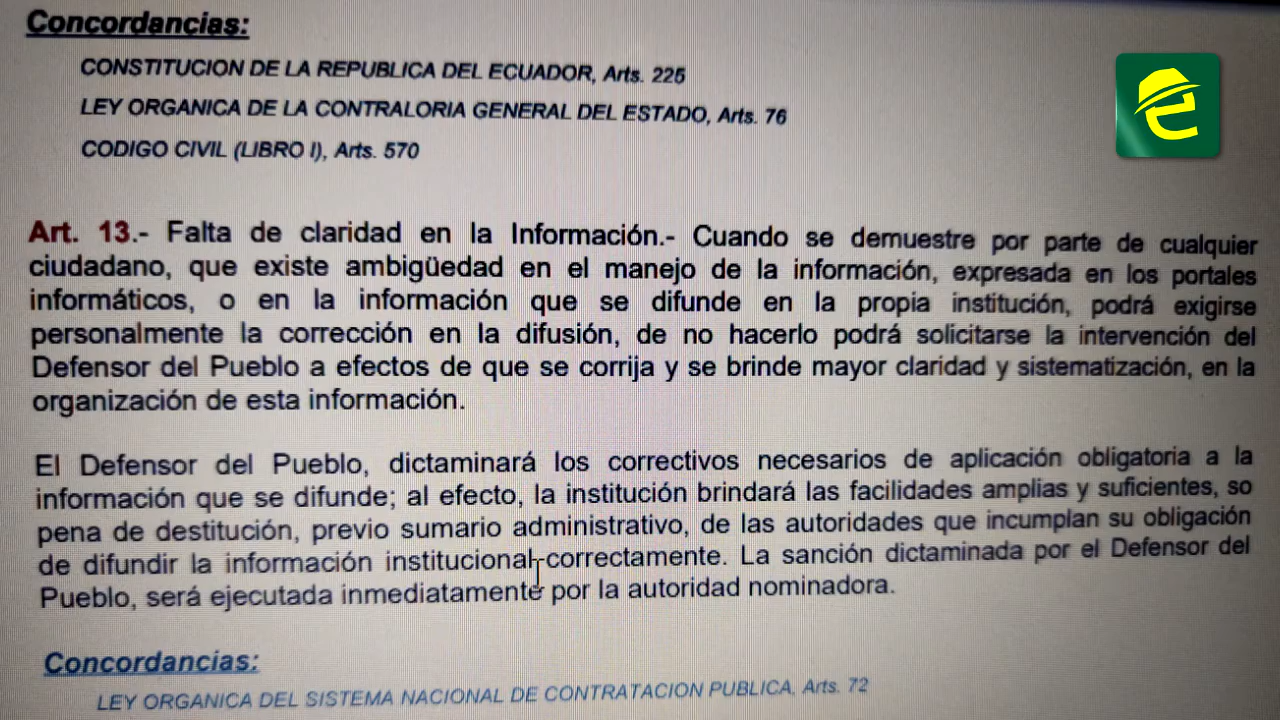 Concordancias:
CONSTITUCION DE LA REPUBLICA DEL ECUADOR, Arts. 225
LEY ORGANICA DE LA CONTRALORIA GENERAL DEL ESTADO, Arts. 76
CODIGO CIVIL (LIBRO I), Arts. 570
Art. 13.- Falta de claridad en la Información.- Cuando se demuestre por parte de cualquier
ciudadano, que existe ambigüedad en el manejo de la información, expresada en los portales
informáticos, o en la información que se difunde en la propia institución, podrá exigirse
personalmente la corrección en la difusión, de no hacerlo podrá solicitarse la intervención del
Defensor del Pueblo a efectos de que se corrija y se brinde mayor claridad y sistematización, en la
organización de esta información.
El Defensor del Pueblo, dictaminará los correctivos necesarios de aplicación obligatoria a la
información que se difunde; al efecto, la institución brindará las facilidades amplias y suficientes, so
pena de destitución, previo sumario administrativo, de las autoridades que incumplan su obligación
de difundir la información institucional correctamente. La sanción dictaminada por el Defensor del
Pueblo, será ejecutada inmediatamente por la autoridad nominadora.
Concordancias:
LEY ORGANICA DEL SISTEMA NACIONAL DE CONTRATACION PUBLICA, Arts. 72